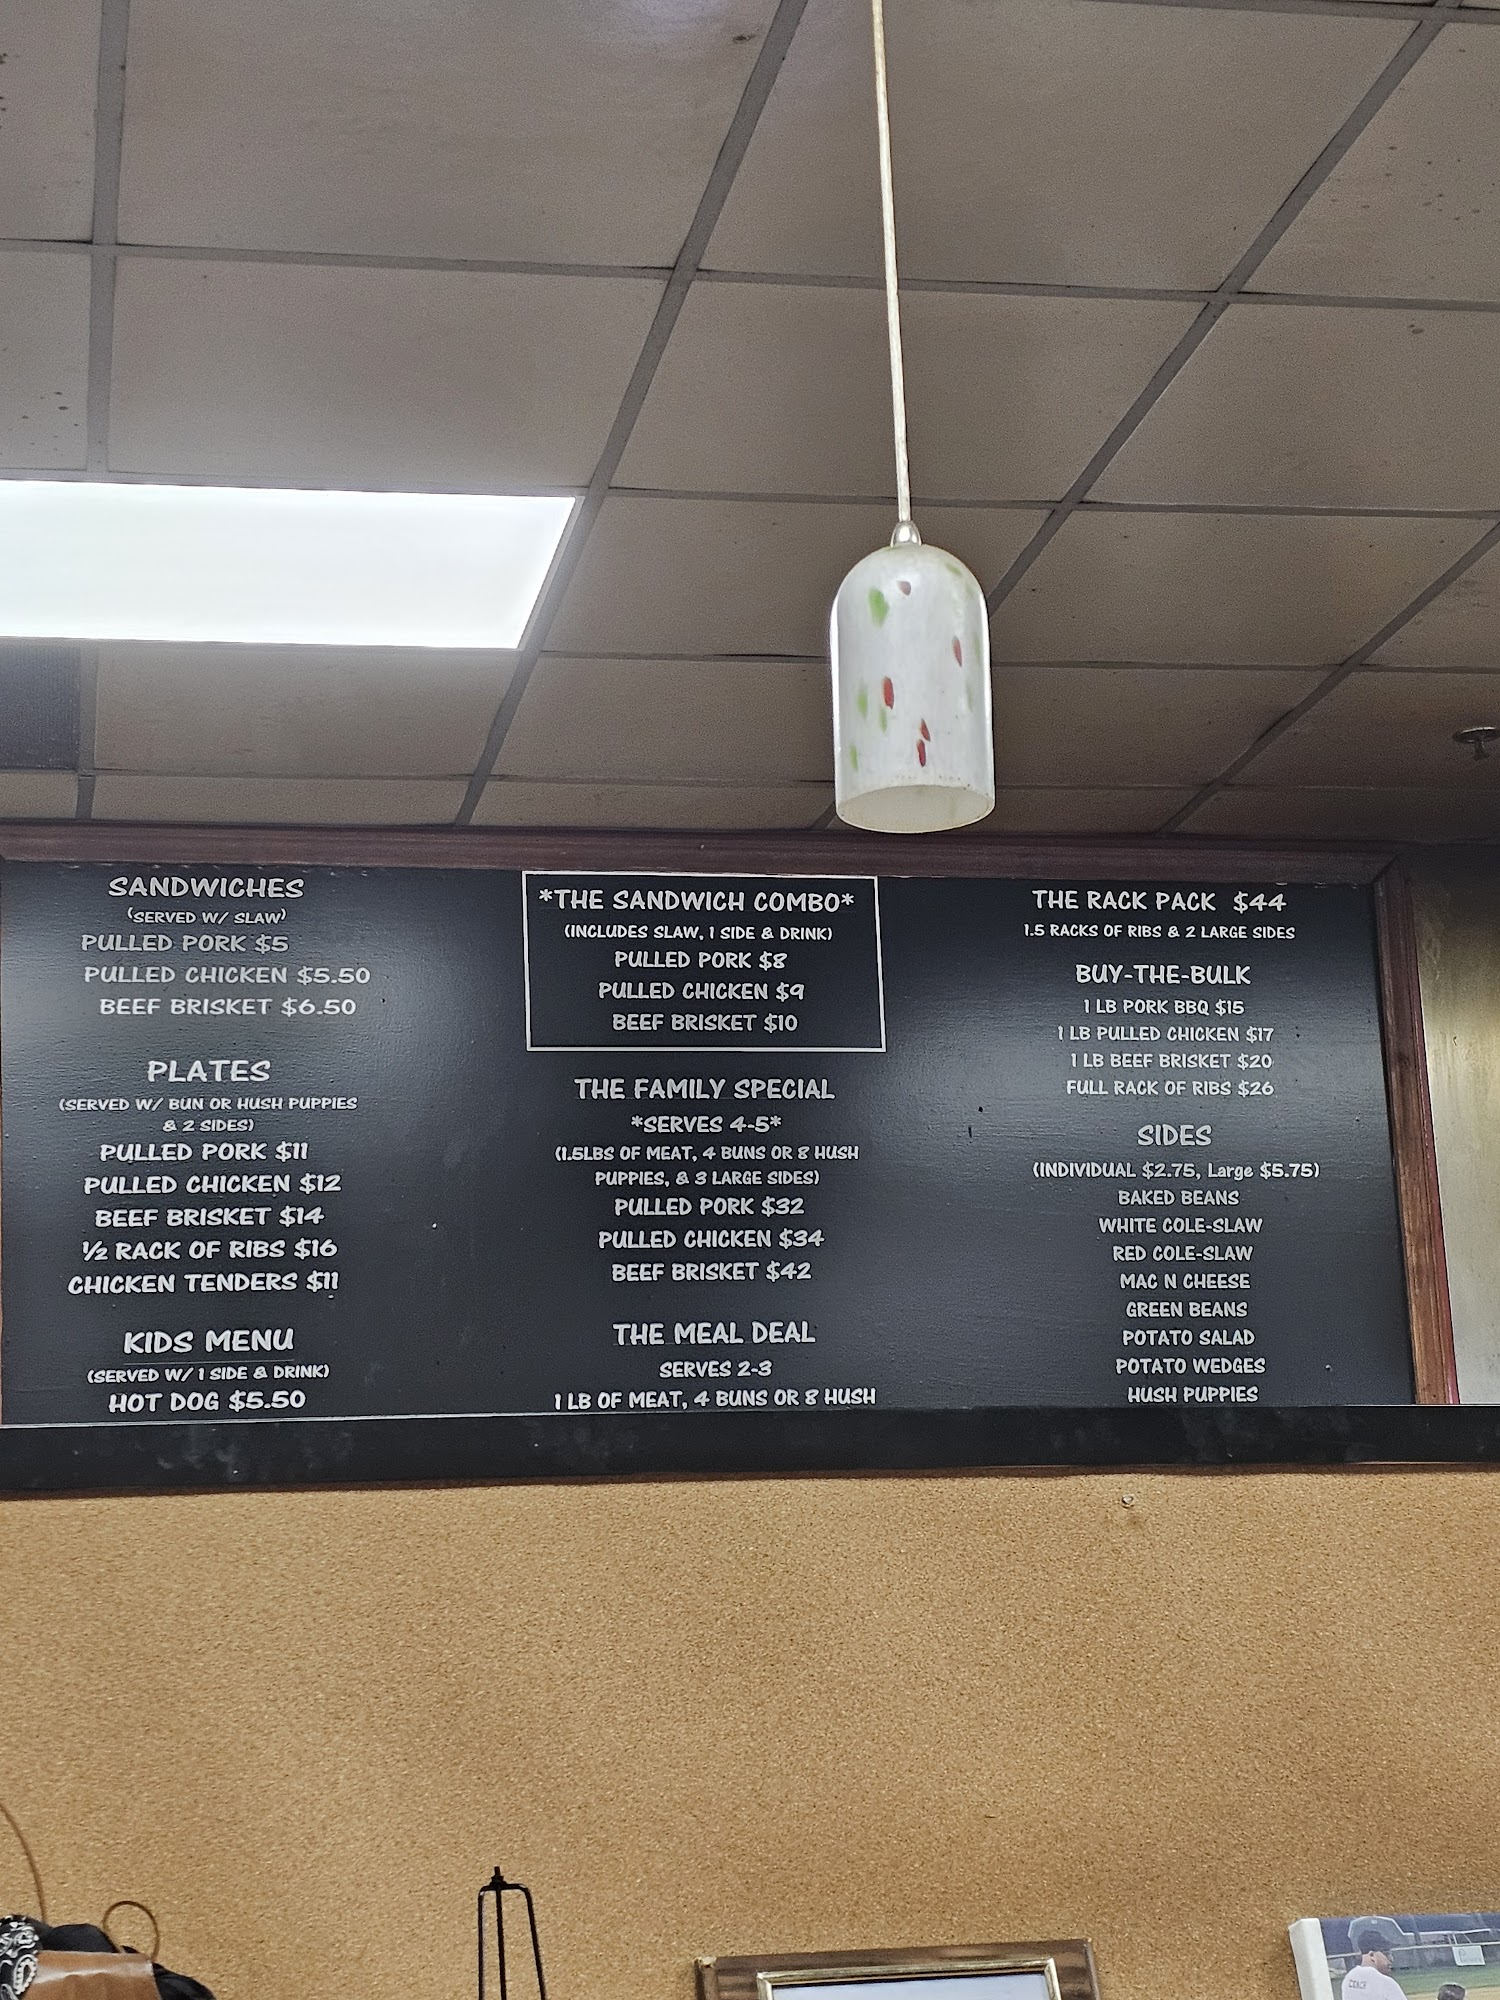 SANDWICHES
(SERVED W/ SLAW)
PULLED PORK $5
PULLED CHICKEN $5.50
BEEF BRISKET $6.50
PLATES
(SERVED W/ BUN OR HUSH PUPPIES
& 2 SIDES)
PULLED PORK $11
PULLED CHICKEN $12
BEEF BRISKET $14
½ RACK OF RIBS $16
CHICKEN TENDERS $11
KIDS MENU
(SERVED W/ 1 SIDE & DRINK)
HOT DOG $5.50
*THE SANDWICH COMBO*
(INCLUDES SLAW, 1 SIDE & DRINK)
PULLED PORK $8
PULLED CHICKEN $9
BEEF BRISKET $10
THE FAMILY SPECIAL
*SERVES 4-5*
(1.5LBS OF MEAT, 4 BUNS OR 8 HUSH
PUPPIES, & 3 LARGE SIDES)
PULLED PORK $32
PULLED CHICKEN $34
BEEF BRISKET $42
THE MEAL DEAL
SERVES 2-3
1 LB OF MEAT, 4 BUNS OR 8 HUSH
THE RACK PACK $44
1.5 RACKS OF RIBS & 2 LARGE SIDES
BUY-THE-BULK
1 LB PORK BBQ $15
1 LB PULLED CHICKEN $17
1 LB BEEF BRISKET $20
FULL RACK OF RIBS $26
SIDES
(INDIVIDUAL $2.75, Large $5.75)
BAKED BEANS
WHITE COLE-SLAW
RED COLE-SLAW
MAC N CHEESE
GREEN BEANS
POTATO SALAD
POTATO WEDGES
HUSH PUPPIES
COACH